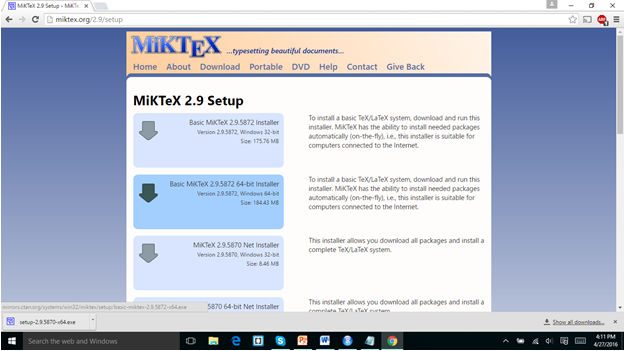 MiKTeX 2.9 Setup - MiKT
miktex.org/2.9/setup
MiKTEX ...typesetting beautiful documents...
Home About Download Portable DVD Help Contact Give Back
MiKTeX 2.9 Setup
Basic MiKTeX 2.9.5872 Installer
Version 2.9.5872, Windows 32-bit
Size: 175.76 MB
To install a basic TeX/LaTeX system, download and run this
installer. MiKTeX has the ability to install needed packages
automatically (on-the-fly), i.e., this installer is suitable for
computers connected to the Internet.
Basic MiKTeX 2.9.5872 64-bit Installer
Version 2.9.5872, Windows 64-bit
Size: 184.43 MB
To install a basic TeX/LaTeX system, download and run this
installer. MiKTeX has the ability to install needed packages
automatically (on-the-fly), i.e., this installer is suitable for
computers connected to the Internet.
MiKTeX 2.9.5870 Net Installer
Version 2.9.5870, Windows 32-bit
Size: 8.46 MB
This installer allows you download all packages and install a
complete TeX/LaTeX system.
5870 64-bit Net Installer
This installer allows you download all packages and install a
complete TeX/LaTeX system.
mirrors.ctan.org/systems/win32/miktex/setup/basic-miktex-2.9.5872-x64.exe
setup-2.9.5870-x64.exe
Show all downloads...
Search the web and Windows
4:11 PM
4/27/2016